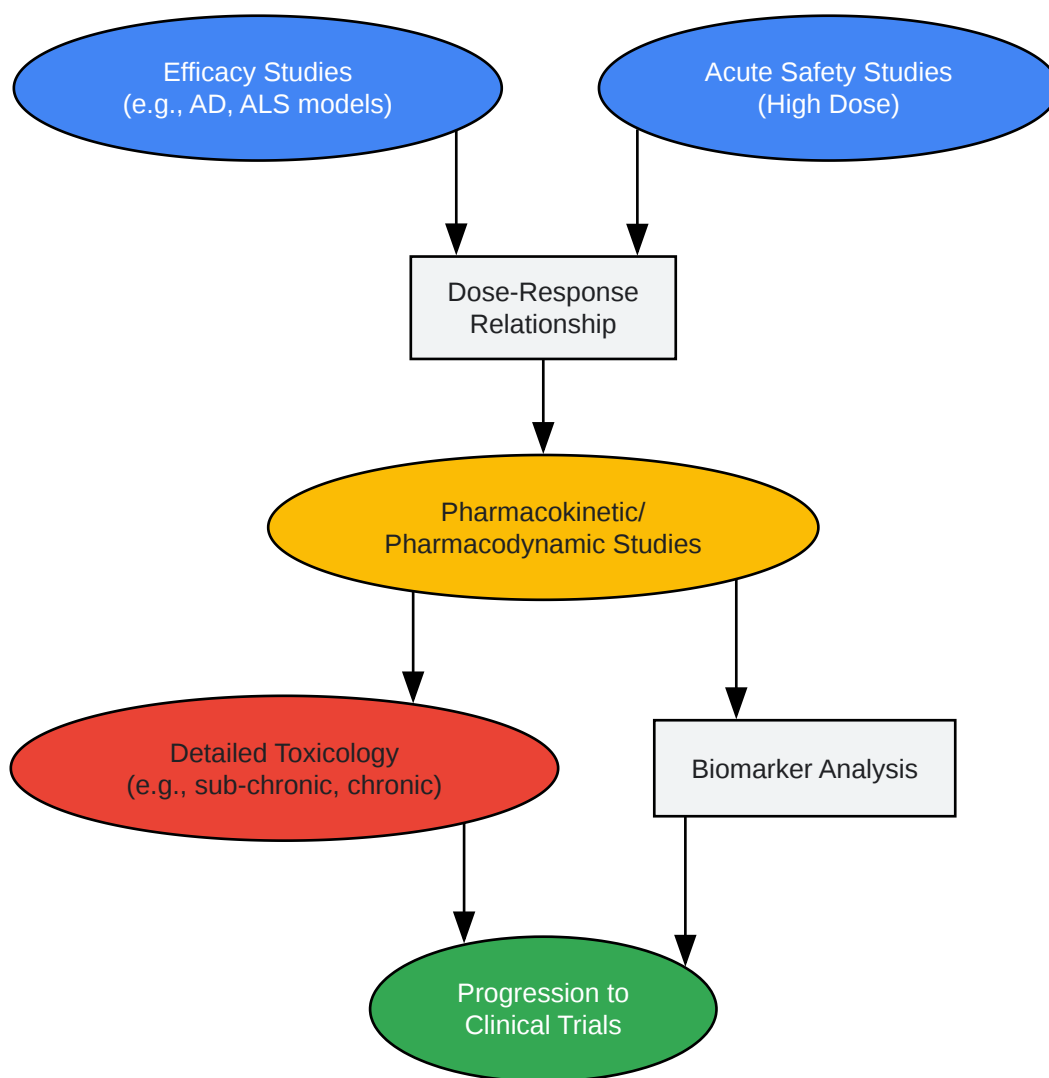 Efficacy Studies
(e.g., AD, ALS models)
Acute Safety Studies
(High Dose)
Dose-Response
Relationship
Pharmacokinetic/
Pharmacodynamic Studies
Detailed Toxicology
(e.g., sub-chronic, chronic)
Biomarker Analysis
Progression to
Clinical Trials